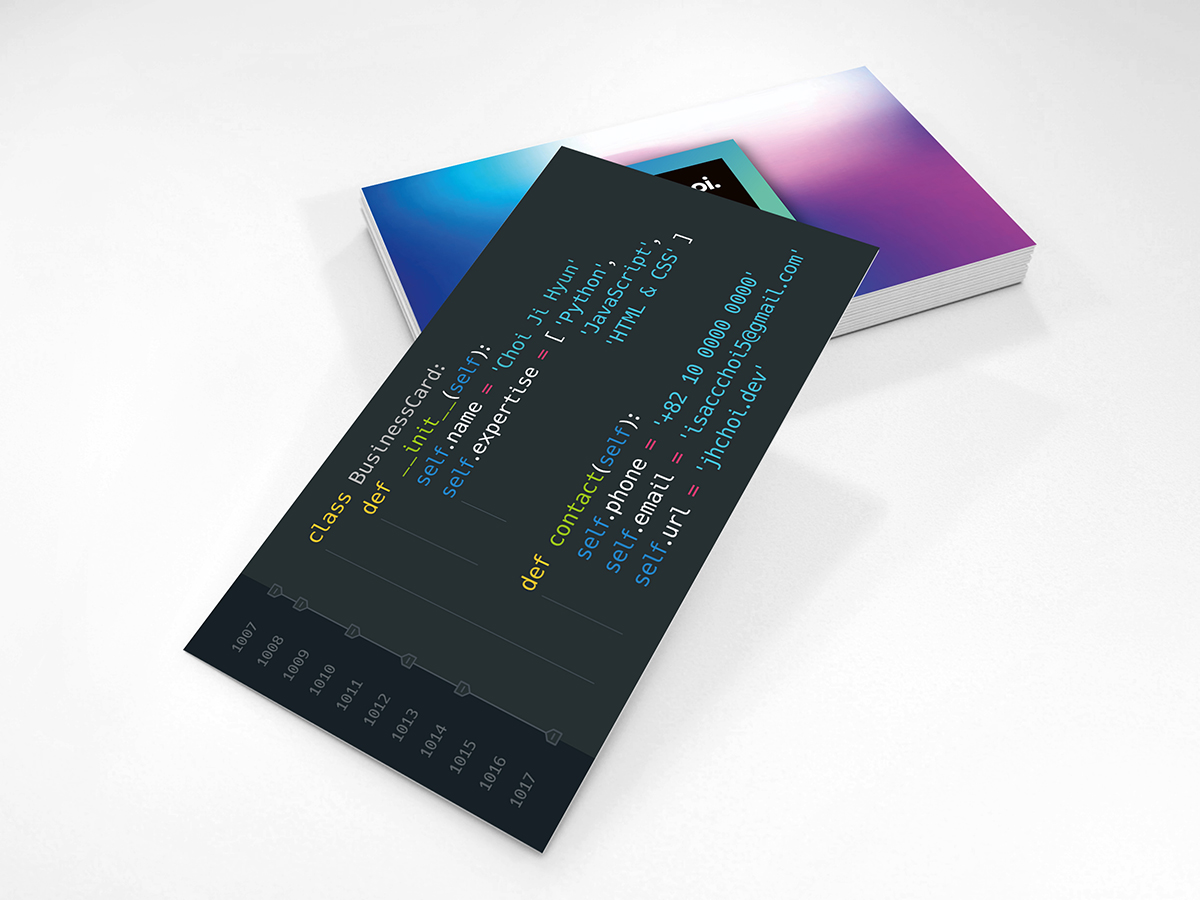 1007
1008
1009
1010
1011
1012
1013
1014
1015
1016
1017
class BusinessCard:
def __init__(self):
self.name = 'Choi Ji Hyun'
self.expertise = [ 'Python',
'JavaScript',
'HTML & CSS' ]
def contact(self):
self.phone = '+82 10 0000 0000'
self.email = 'isaccchoi5@gmail.com'
self.url = 'jhchoi.dev'